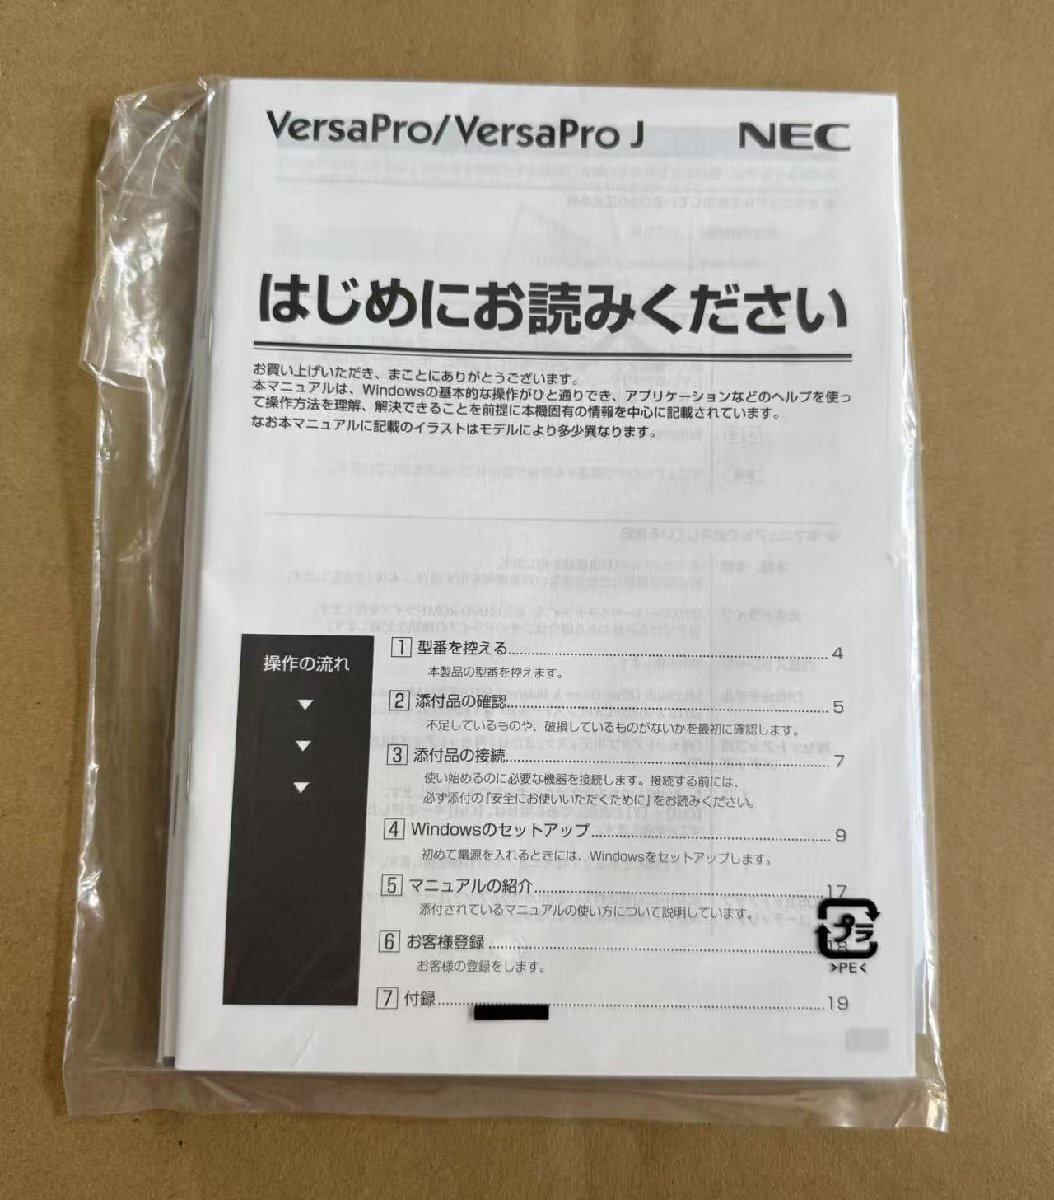 VersaPro/VersaPro J NEC
はじめにお読みください
お買い上げいただき、まことにありがとうございます。
本マニュアルは、Windowsの基本的な操作がひと通りでき、アプリケーションなどのヘルプを使っ
て操作方法を理解、解決できることを前提に本機固有の情報を中心に記載されています。
なお本マニュアルに記載のイラストはモデルにより多少異なります。
操作の流れ
▼
▼
▼
1 型番を控える 4
本製品の型番を控えます。
2 添付品の確認 5
不足しているものや、破損しているものがないかを最初に確認します。
3 添付品の接続 7
使い始めるのに必要な機器を接続します。接続する前には、
必ず添付の『安全にお使いいただくために』をお読みください。
4 Windowsのセットアップ 9
初めて電源を入れるときには、Windowsをセットアップします。
5 マニュアルの紹介 17
添付されているマニュアルの使い方について説明しています。
6 お客様登録 18
お客様の登録をします。
7 付録 19
プラ
>PE<